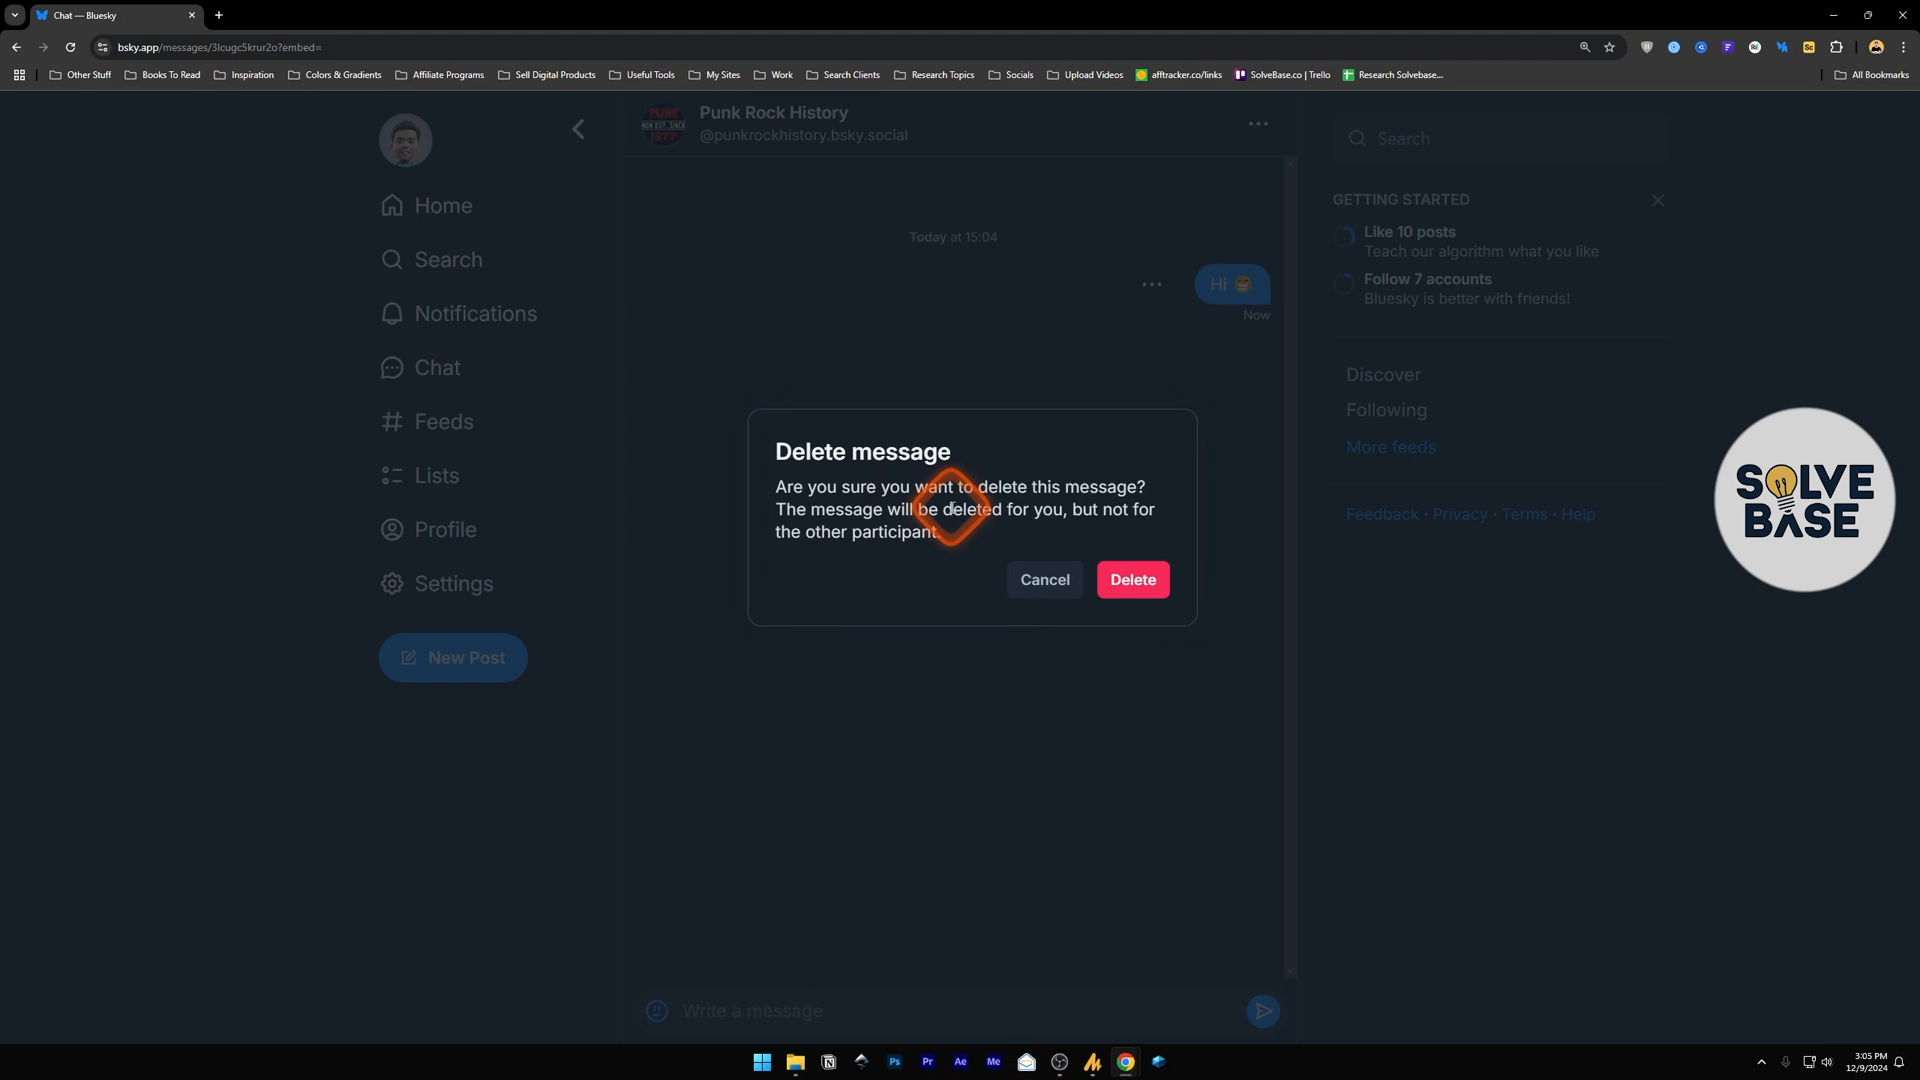 Chat — Bluesky
bsky.app/messages/3lcugc5krur2o?embed=
Other Stuff
Books To Read
Inspiration
Colors & Gradients
Affiliate Programs
Sell Digital Products
Useful Tools
My Sites
Work
Search Clients
Research Topics
Socials
Upload Videos
afftracker.co/links
SolveBase.co | Trello
Research Solvebase...
All Bookmarks
Home
Search
Notifications
Chat
Feeds
Lists
Profile
Settings
New Post
PUNK
1977
Punk Rock History
@punkrockhistory.bsky.social
Today at 15:04
Hi 😁
Now
Delete message
Are you sure you want to delete this message?
The message will be deleted for you, but not for
the other participant.
Cancel
Delete
Write a message
Search
GETTING STARTED
Like 10 posts
Teach our algorithm what you like
Follow 7 accounts
Bluesky is better with friends!
Discover
Following
More feeds
Feedback · Privacy · Terms · Help
SOLVE
BASE
Ps
Pr
Ae
Me
3:05 PM
12/9/2024